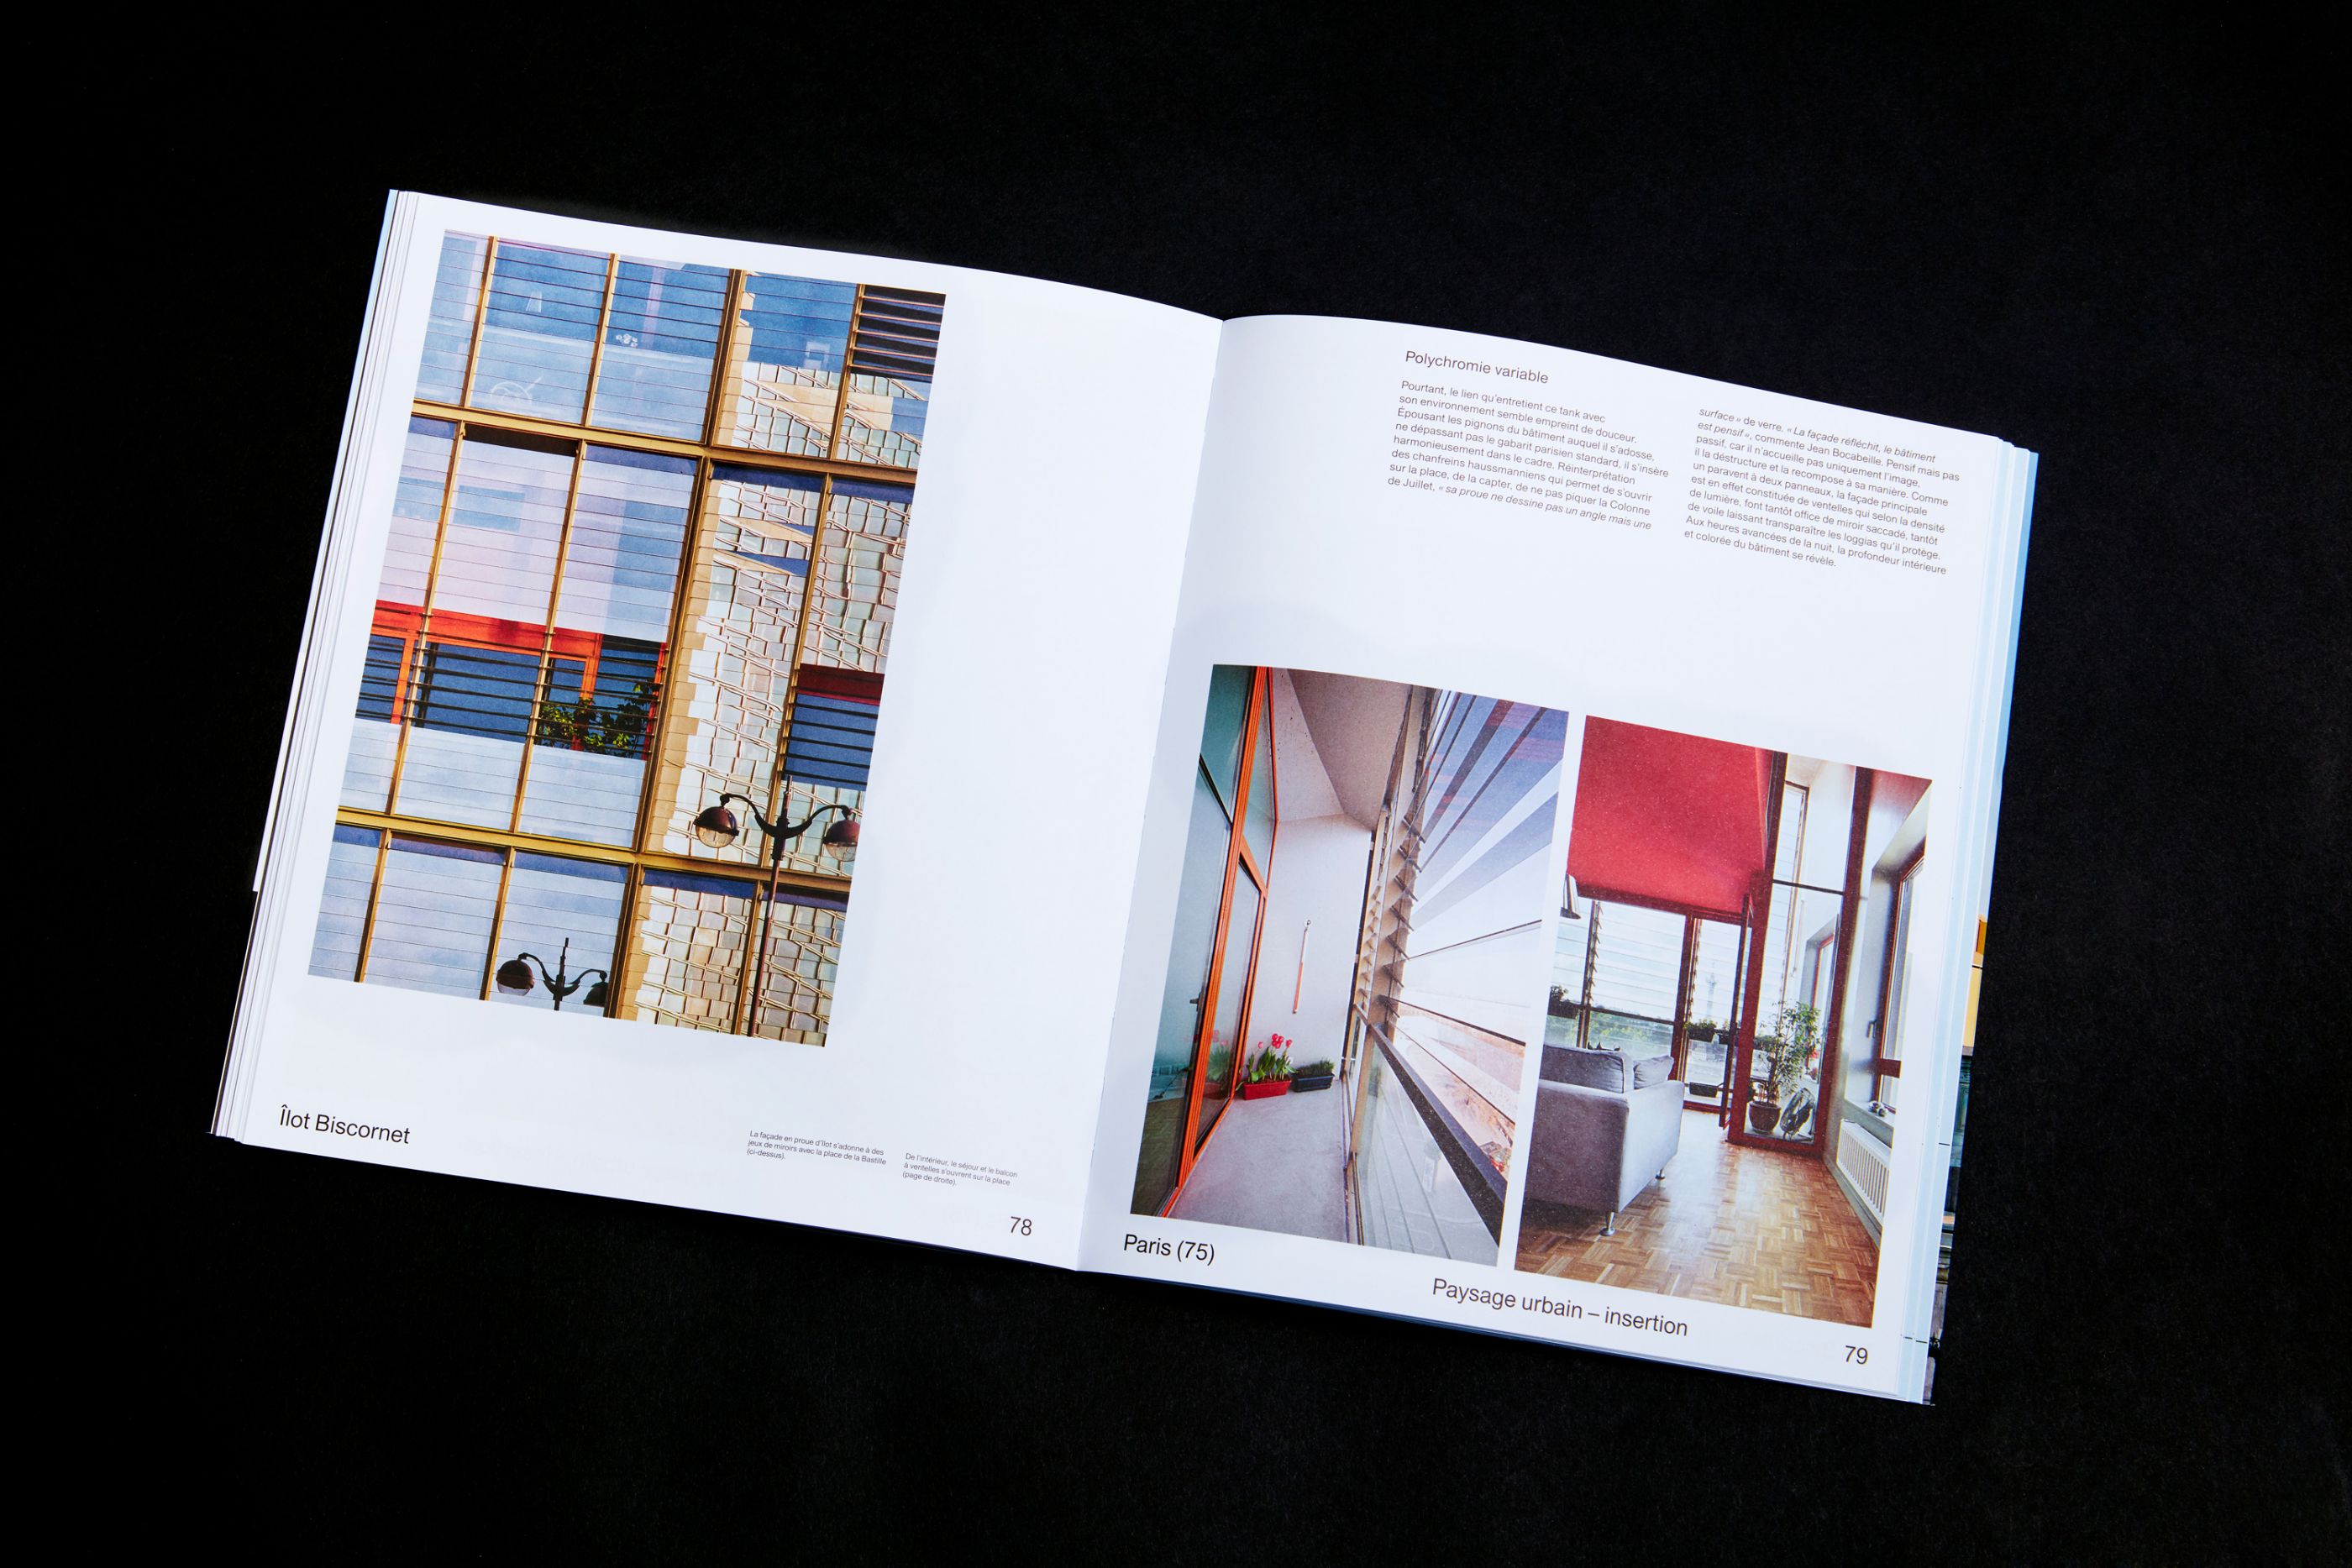 Îlot Biscornet
La façade en proue d'îlot s'adonne à des
jeux de miroirs avec la place de la Bastille
(ci-dessus).
De l'intérieur, le séjour et le balcon
à ventelles s'ouvrent sur la place
(page de droite).
78
Polychromie variable
Pourtant, le lien qu'entretient ce tank avec
son environnement semble empreint de douceur.
Épousant les pignons du bâtiment auquel il s'adosse,
ne dépassant pas le gabarit parisien standard, il s'insère
harmonieusement dans le cadre. Réinterprétation
des chanfreins haussmanniens qui permet de s'ouvrir
sur la place, de la capter, de ne pas piquer la Colonne
de Juillet, « sa proue ne dessine pas un angle mais une
surface » de verre. « La façade réfléchit, le bâtiment
est pensif », commente Jean Bocabeille. Pensif mais pas
passif, car il n'accueille pas uniquement l'image,
il la déstructure et la recompose à sa manière. Comme
un paravent à deux panneaux, la façade principale
est en effet constituée de ventelles qui selon la densité
de lumière, font tantôt office de miroir saccadé, tantôt
de voile laissant transparaître les loggias qu'il protège.
Aux heures avancées de la nuit, la profondeur intérieure
et colorée du bâtiment se révèle.
Paris (75)
Paysage urbain – insertion
79